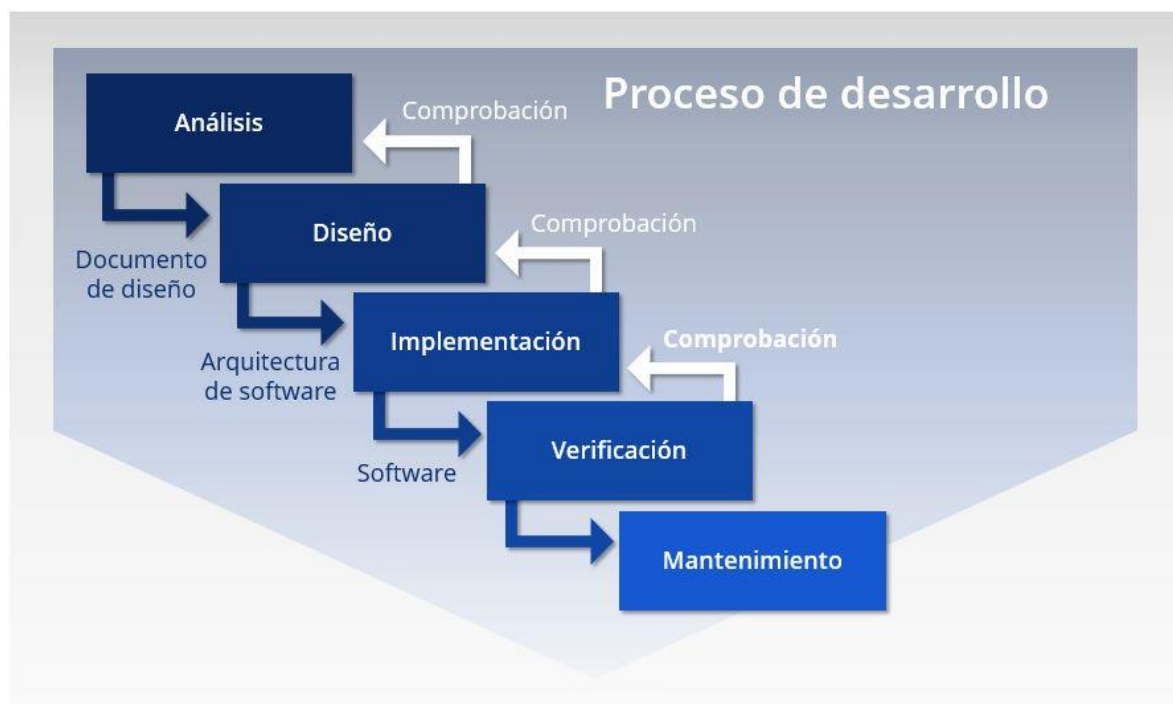 Proceso de desarrollo
Análisis
Comprobación
Diseño
Comprobación
Documento
de diseño
Implementación
Comprobación
Arquitectura
de software
Verificación
Software
Mantenimiento